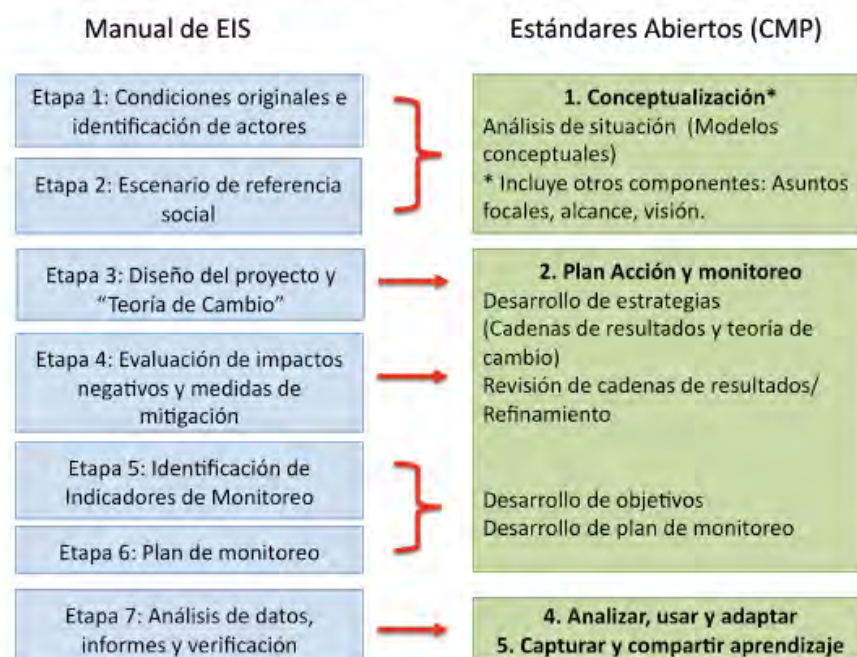 Manual de EIS
Estándares Abiertos (CMP)
Etapa 1: Condiciones originales e
identificación de actores
Etapa 2: Escenario de referencia
social
1. Conceptualización*
Análisis de situación (Modelos
conceptuales)
* Incluye otros componentes: Asuntos
focales, alcance, visión.
Etapa 3: Diseño del proyecto y
“Teoría de Cambio”
Etapa 4: Evaluación de impactos
negativos y medidas de
mitigación
Etapa 5: Identificación de
Indicadores de Monitoreo
Etapa 6: Plan de monitoreo
2. Plan Acción y monitoreo
Desarrollo de estrategias
(Cadenas de resultados y teoría de
cambio)
Revisión de cadenas de resultados/
Refinamiento
Desarrollo de objetivos
Desarrollo de plan de monitoreo
Etapa 7: Análisis de datos,
informes y verificación
4. Analizar, usar y adaptar
5. Capturar y compartir aprendizaje